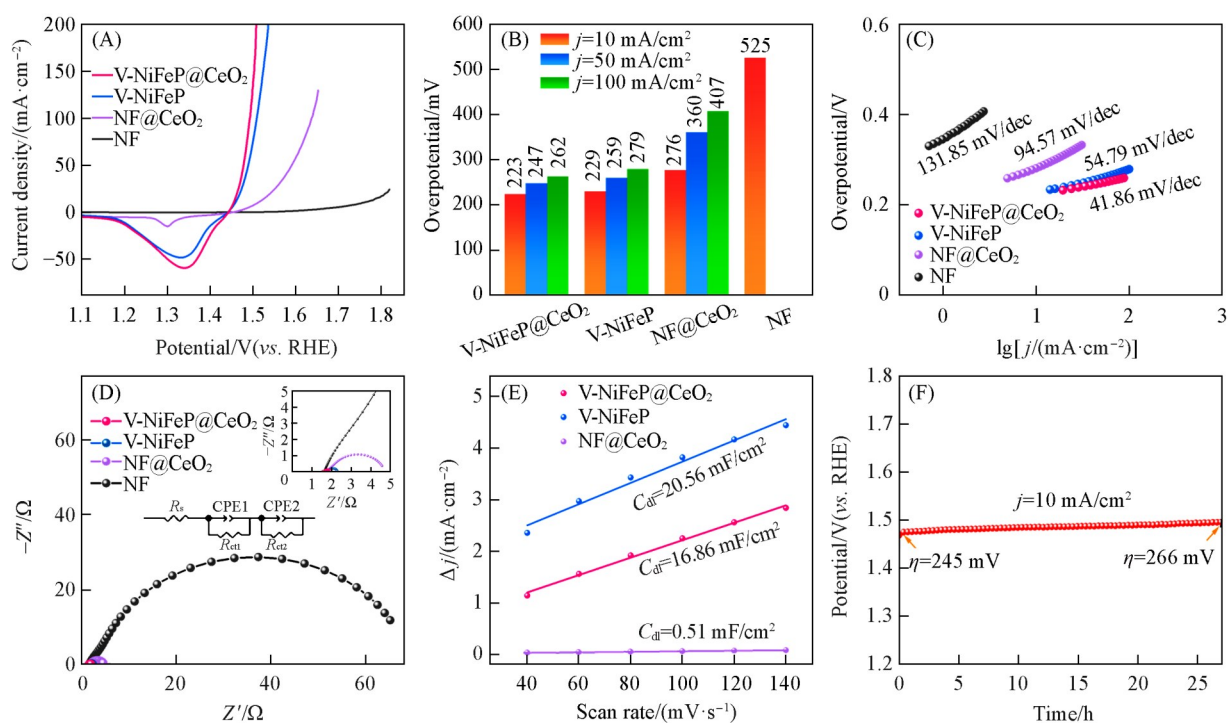 (A)
V-NiFeP@CeO₂
V-NiFeP
NF@CeO₂
NF
200
150
100
50
0
−50
Current density/(mA·cm⁻²)
1.1 1.2 1.3 1.4 1.5 1.6 1.7 1.8
Potential/V(vs. RHE)
(B)
j=10 mA/cm²
j=50 mA/cm²
j=100 mA/cm²
600
500
400
300
200
100
0
Overpotential/mV
223 247 262
229 259 279
276 360 407
525
V-NiFeP@CeO₂
V-NiFeP
NF@CeO₂
NF
(C)
0.6
0.4
0.2
0
Overpotential/V
131.85 mV/dec
94.57 mV/dec
54.79 mV/dec
41.86 mV/dec
V-NiFeP@CeO₂
V-NiFeP
NF@CeO₂
NF
0 1 2 3
lg[j/(mA·cm⁻²)]
(D)
V-NiFeP@CeO₂
V-NiFeP
NF@CeO₂
NF
60
40
20
0
−Z″/Ω
5
4
3
2
1
0
−Z″/Ω
0 1 2 3 4 5
Z′/Ω
Rs CPE1 CPE2
Rct1 Rct2
0 20 40 60
Z′/Ω
(E)
V-NiFeP@CeO₂
V-NiFeP
NF@CeO₂
5
4
3
2
1
0
Δj/(mA·cm⁻²)
Cdl=20.56 mF/cm²
Cdl=16.86 mF/cm²
Cdl=0.51 mF/cm²
40 60 80 100 120 140
Scan rate/(mV·s⁻¹)
(F)
1.8
1.7
1.6
1.5
1.4
1.3
1.2
Potential/V(vs. RHE)
j=10 mA/cm²
η=245 mV
η=266 mV
0 5 10 15 20 25
Time/h